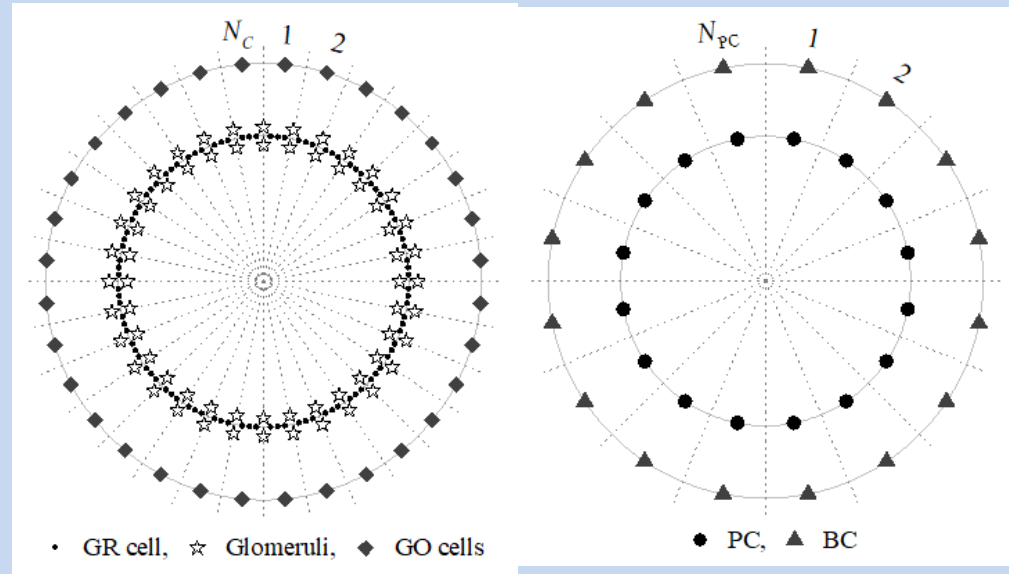 N_C 1 2
N_PC 1 2
GR cell, Glomeruli, GO cells
PC, BC